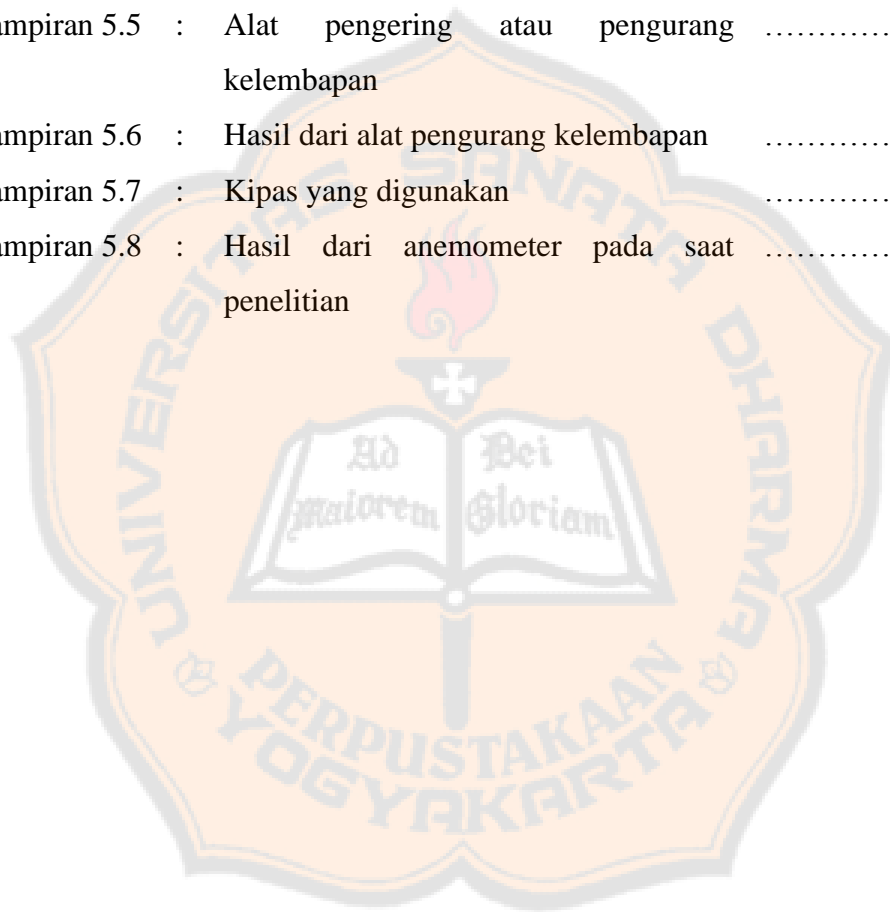 ampiran 5.5 : Alat pengering atau pengurang …………
kelembapan
ampiran 5.6 : Hasil dari alat pengurang kelembapan …………
ampiran 5.7 : Kipas yang digunakan …………
ampiran 5.8 : Hasil dari anemometer pada saat …………
penelitian
UNIVERSITAS SANATA DHARMA
Ad Dei
Maiorem Gloriam
PERPUSTAKAAN
YOGYAKARTA